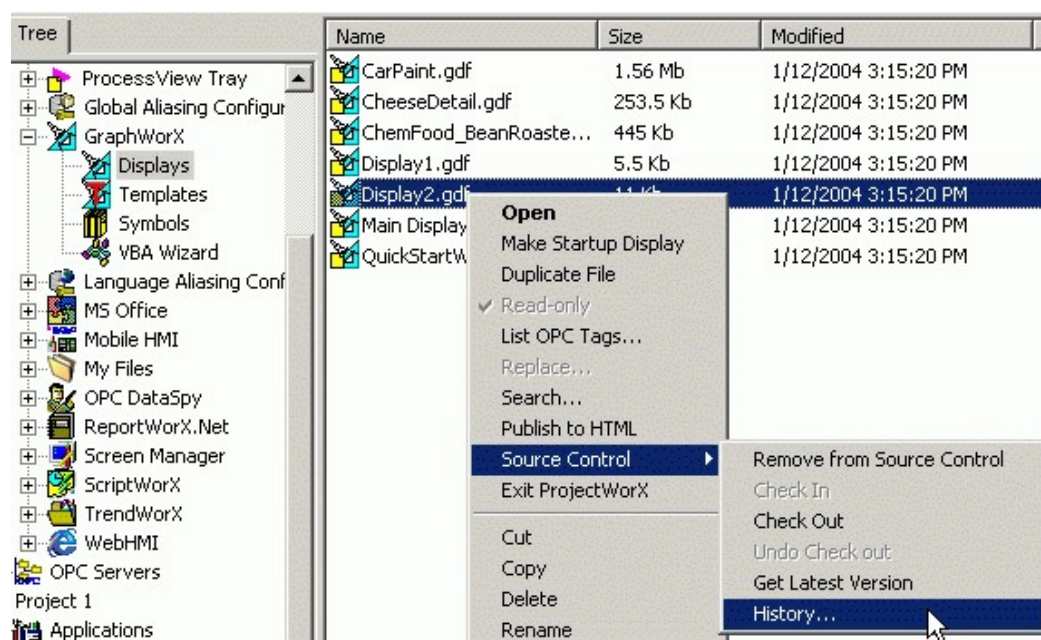 Tree
ProcessView Tray
Global Aliasing Configur
GraphWorX
Displays
Templates
Symbols
VBA Wizard
Language Aliasing Conf
MS Office
Mobile HMI
My Files
OPC DataSpy
ReportWorX.Net
Screen Manager
ScriptWorX
TrendWorX
WebHMI
OPC Servers
Project 1
Applications
Name Size Modified
CarPaint.gdf 1.56 Mb 1/12/2004 3:15:20 PM
CheeseDetail.gdf 253.5 Kb 1/12/2004 3:15:20 PM
ChemFood_BeanRoaste... 445 Kb 1/12/2004 3:15:20 PM
Display1.gdf 5.5 Kb 1/12/2004 3:15:20 PM
Display2.gdf 11 Kb 1/12/2004 3:15:20 PM
Main Display 1/12/2004 3:15:20 PM
QuickStartW 1/12/2004 3:15:20 PM
Open
Make Startup Display
Duplicate File
Read-only
List OPC Tags...
Replace...
Search...
Publish to HTML
Source Control
Exit ProjectWorX
Cut
Copy
Delete
Rename
Remove from Source Control
Check In
Check Out
Undo Check out
Get Latest Version
History...